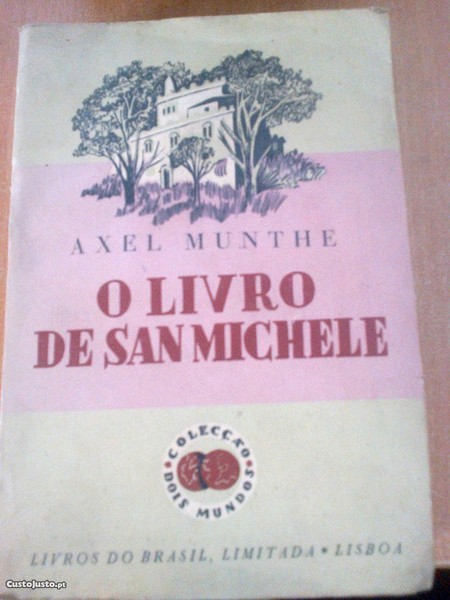 AXEL MUNTHE
O LIVRO
DE SAN MICHELE
COLECÇÃO
DOIS MUNDOS
LIVROS DO BRASIL, LIMITADA • LISBOA
CustoJusto.pt